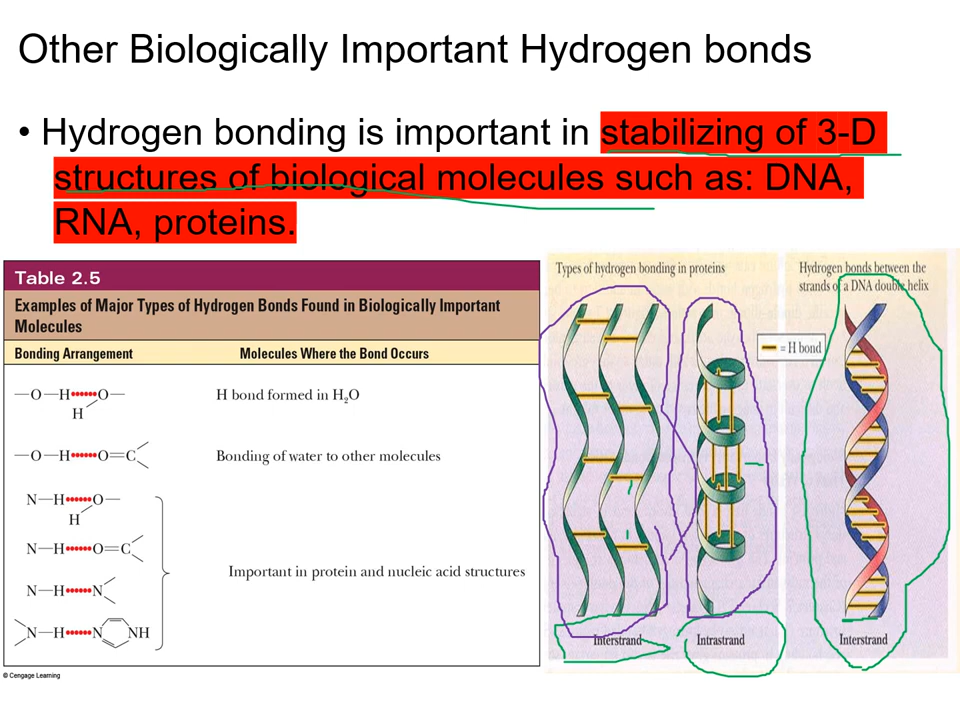 Other Biologically Important Hydrogen bonds
• Hydrogen bonding is important in stabilizing of 3-D
structures of biological molecules such as: DNA,
RNA, proteins.
Table 2.5
Examples of Major Types of Hydrogen Bonds Found in Biologically Important
Molecules
Bonding Arrangement Molecules Where the Bond Occurs
—O—H••••••O— H bond formed in H₂O
H
—O—H••••••O=C Bonding of water to other molecules
N—H••••••O—
H
N—H••••••O=C
Important in protein and nucleic acid structures
N—H••••••N
N—H••••••N NH
© Cengage Learning
Types of hydrogen bonding in proteins
= H bond
Interstrand Intrastrand
Hydrogen bonds between the
strands of a DNA double helix
Interstrand